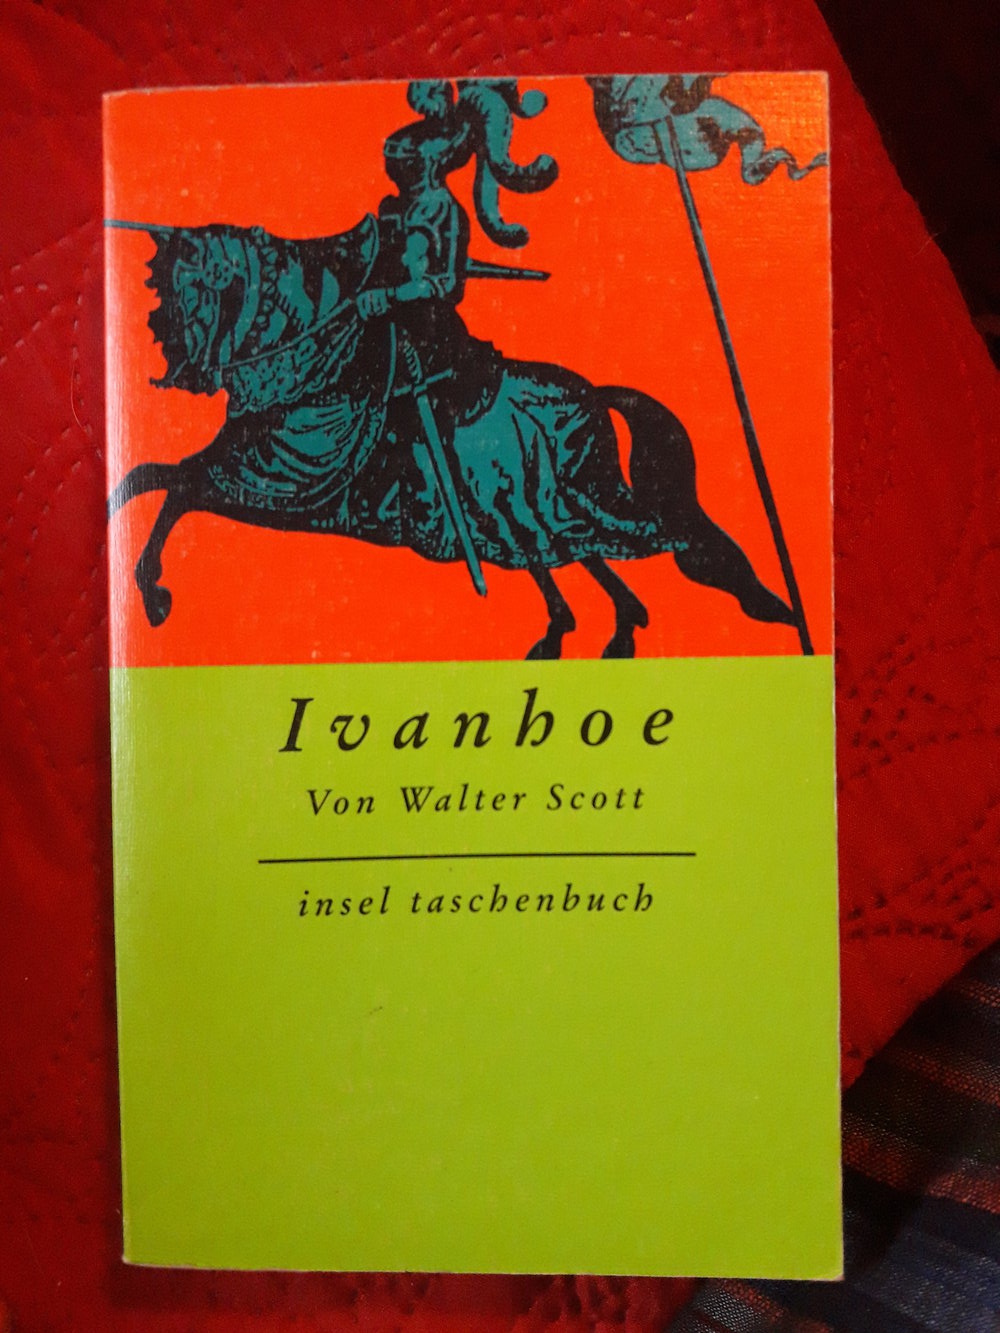 Ivanhoe
Von Walter Scott
insel taschenbuch